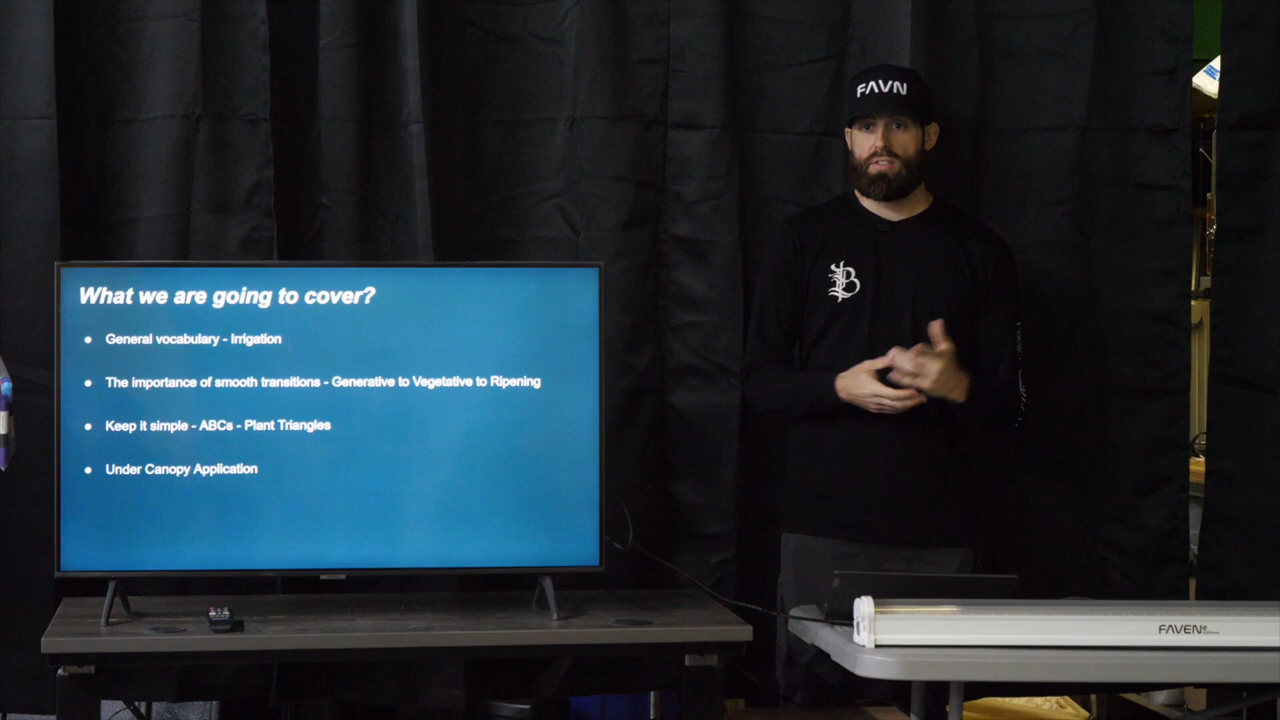 FAVN
B
What we are going to cover?
General vocabulary - Irrigation
The importance of smooth transitions - Generative to Vegetative to Ripening
Keep it simple - ABCs - Plant Triangles
Under Canopy Application
FAVEN